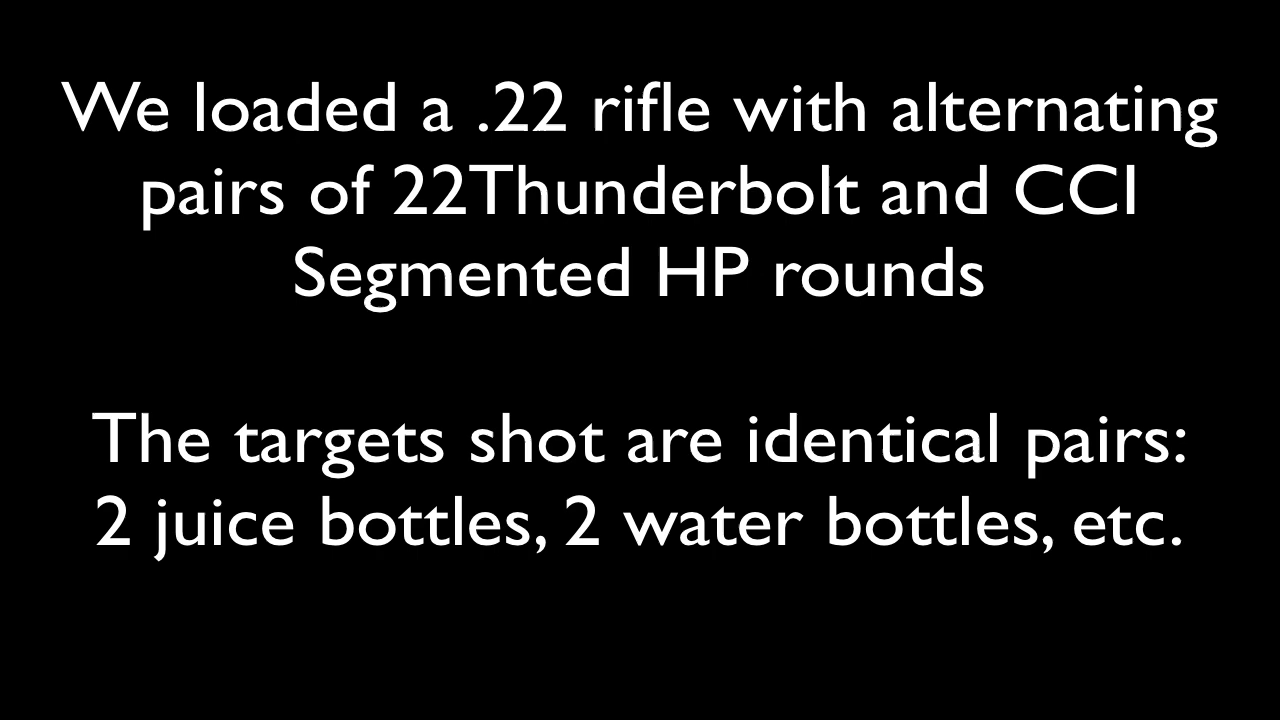 We loaded a .22 rifle with alternating
pairs of 22Thunderbolt and CCI
Segmented HP rounds
The targets shot are identical pairs:
2 juice bottles, 2 water bottles, etc.